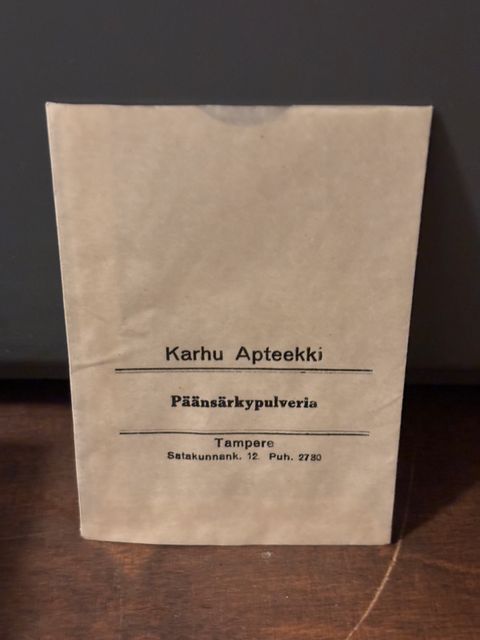 Karhu Apteekki
Päänsärkypulveria
Tampere
Satakunnank. 12. Puh. 2780